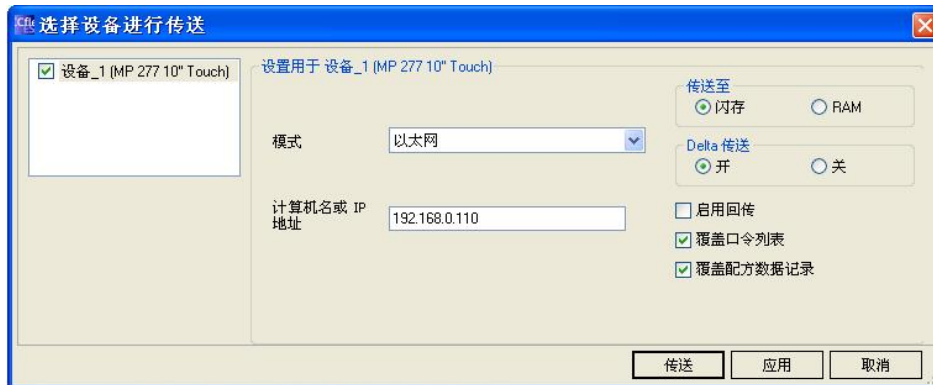 选择设备进行传送
设备_1 (MP 277 10" Touch)
设置用于 设备_1 (MP 277 10" Touch)
模式
以太网
计算机名或 IP
地址
192.168.0.110
传送至
闪存
RAM
Delta 传送
开
关
启用回传
覆盖口令列表
覆盖配方数据记录
传送
应用
取消